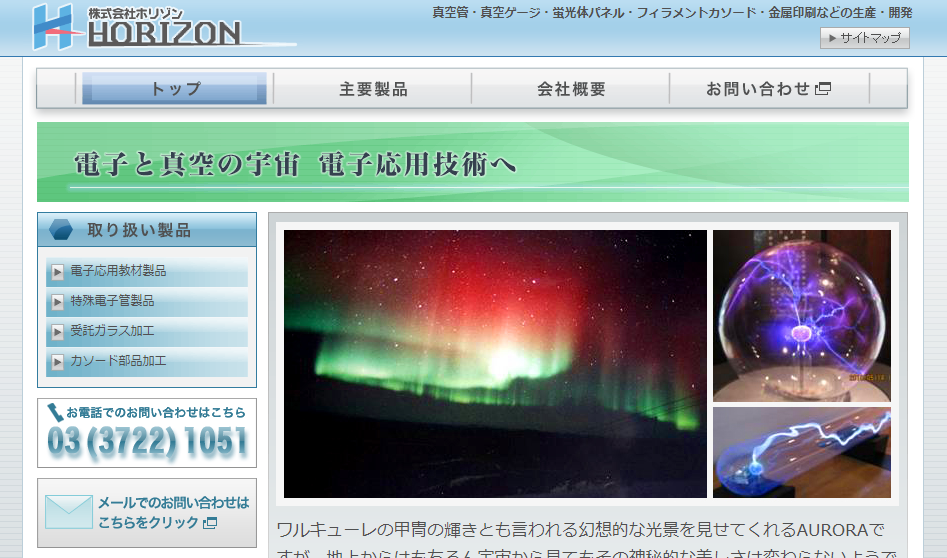 株式会社ホリゾン
HORIZON
真空管・真空ゲージ・蛍光体パネル・フィラメントカソード・金属印刷などの生産・開発
サイトマップ
トップ
主要製品
会社概要
お問い合わせ
電子と真空の宇宙 電子応用技術へ
取り扱い製品
電子応用教材製品
特殊電子管製品
受託ガラス加工
カソード部品加工
お電話でのお問い合わせはこちら
03 (3722) 1051
メールでのお問い合わせは
こちらをクリック
ワルキューレの甲冑の輝きとも言われる幻想的な光景を見せてくれるAURORAで
すが、地上からはもちろん宇宙から見てもその神秘的な美しさは変わらないようで